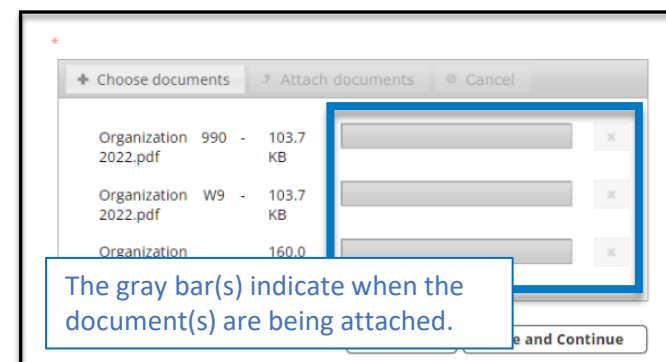 *
+ Choose documents Attach documents Cancel
Organization 990 - 103.7
2022.pdf KB
Organization W9 - 103.7
2022.pdf KB
Organization 160.0
The gray bar(s) indicate when the
document(s) are being attached.
and Continue